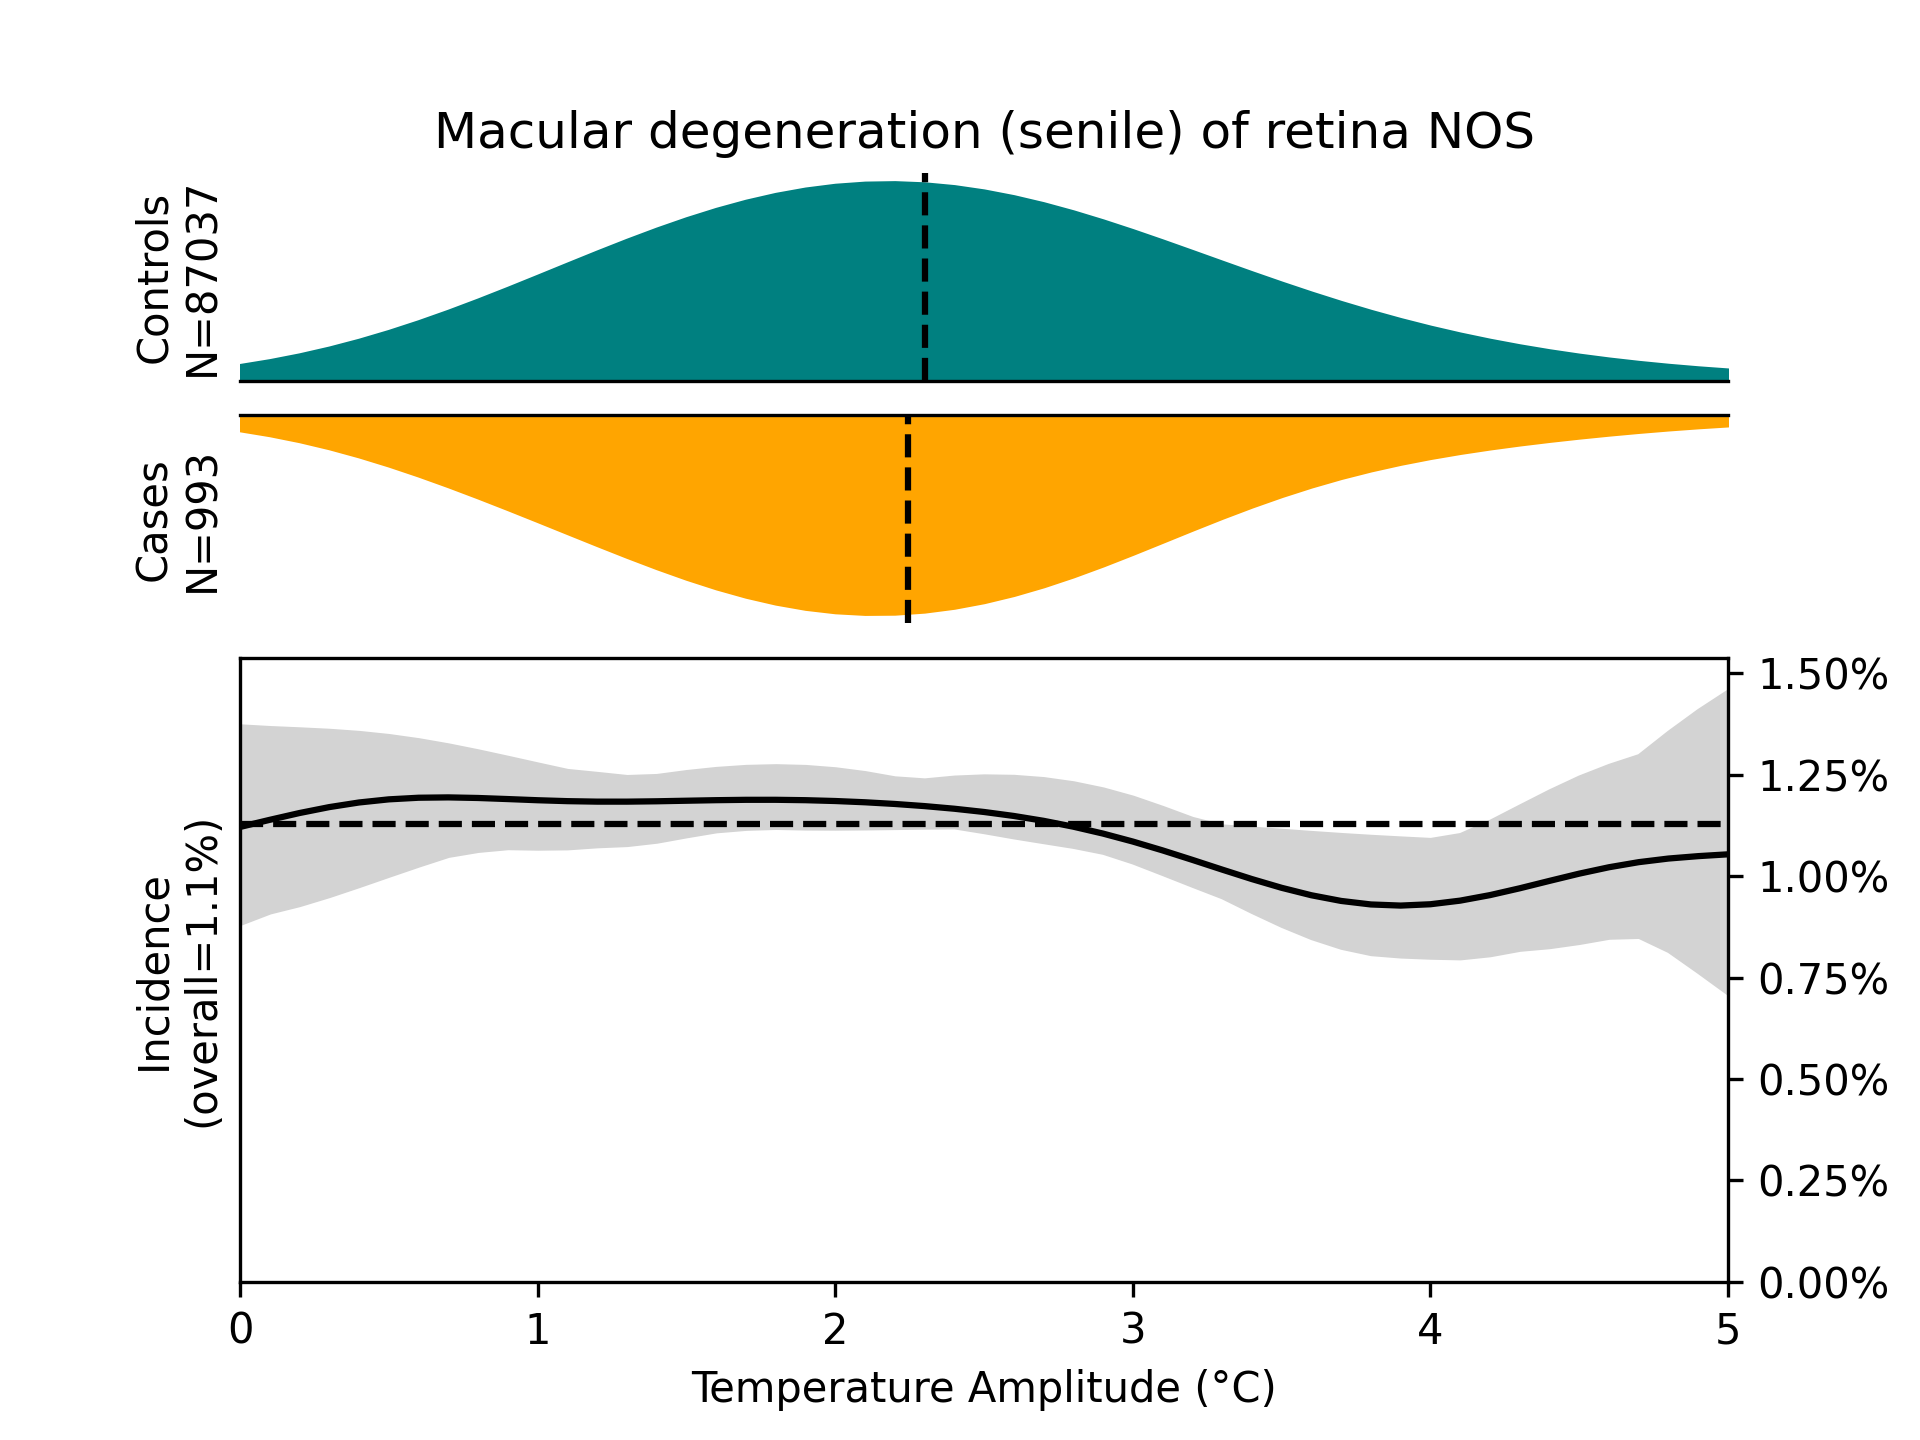 Macular degeneration (senile) of retina NOS
Controls
N=87037
Cases
N=993
Incidence
(overall=1.1%)
1.50%
1.25%
1.00%
0.75%
0.50%
0.25%
0.00%
0 1 2 3 4 5
Temperature Amplitude (°C)